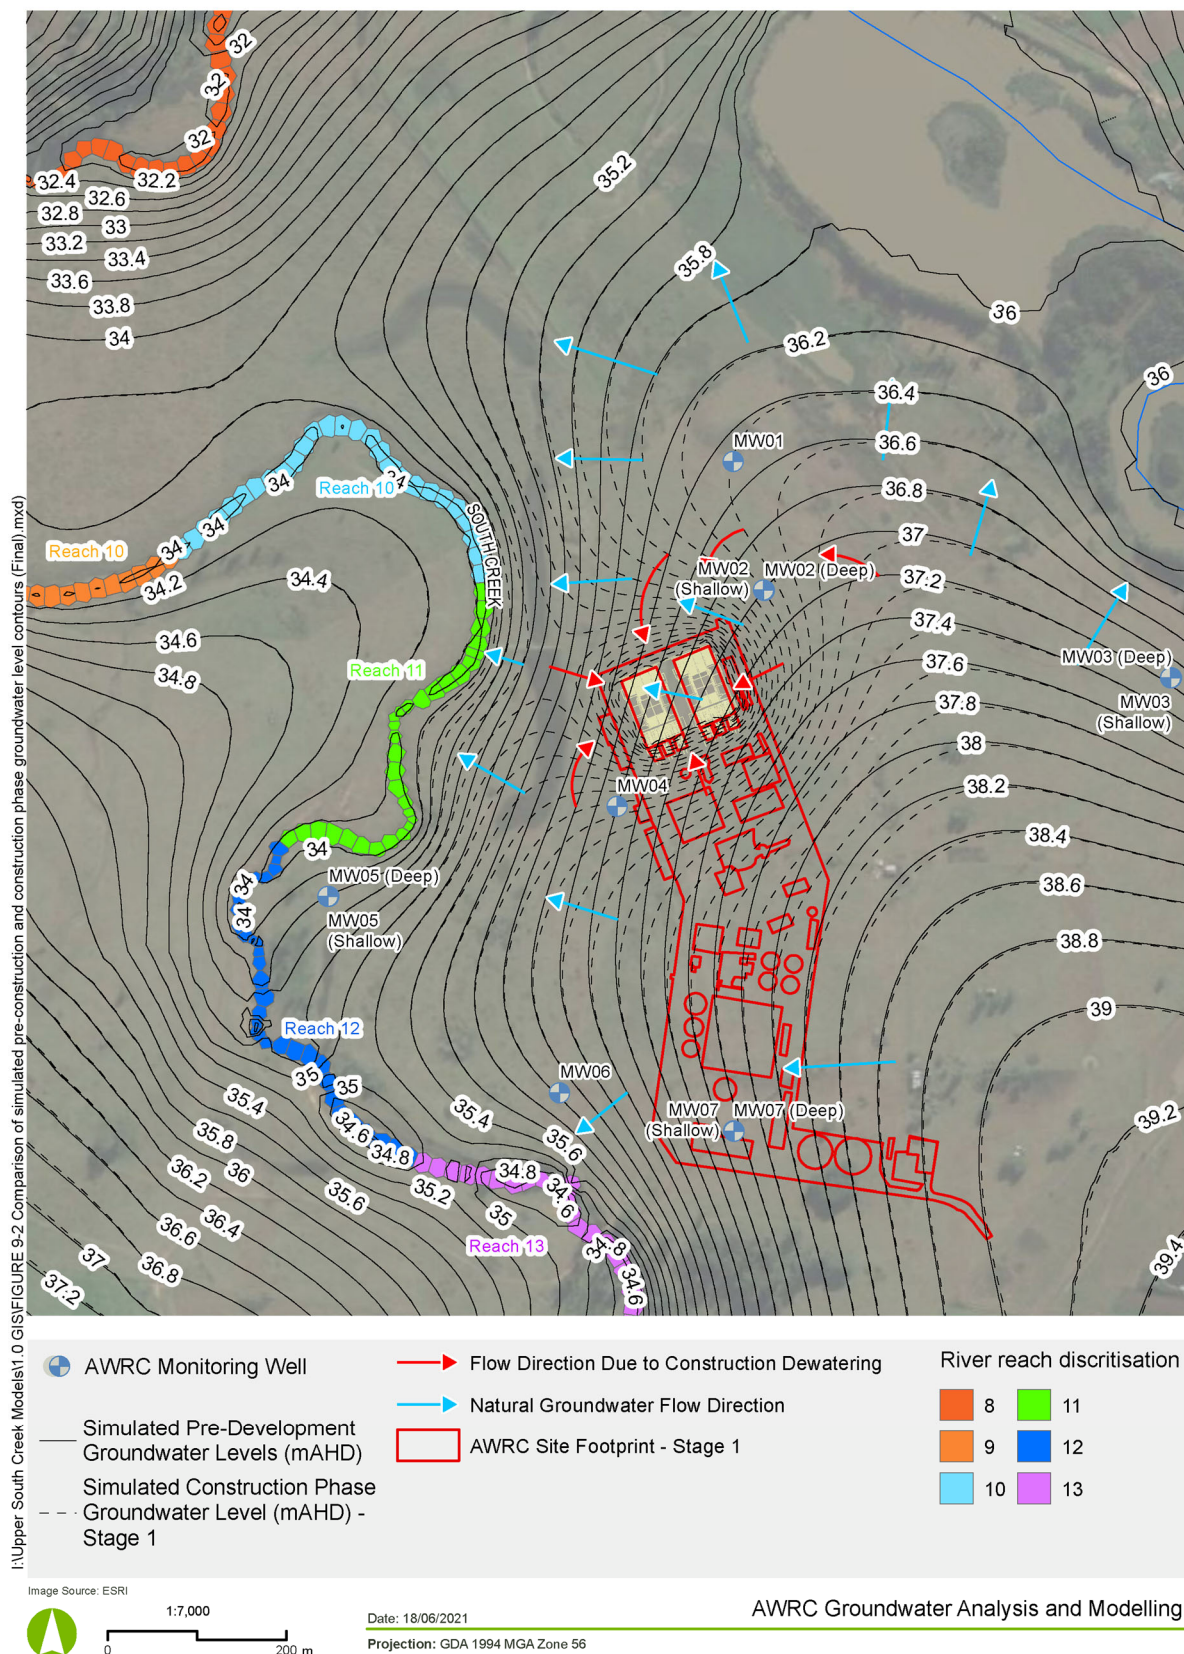 32
32
32
32.4
32.2
32.6
32.8
33
33.2
33.4
33.6
33.8
34
35.2
35.8
36
36.2
36
36.4
36.6
36.8
37
37.2
37.4
37.6
37.8
38
38.2
38.4
38.6
38.8
39
39.2
39.4
MW01
MW02
(Shallow)
MW02 (Deep)
MW03 (Deep)
MW03
(Shallow)
MW04
MW05 (Deep)
MW05
(Shallow)
MW06
MW07
(Shallow)
MW07 (Deep)
SOUTH CREEK
Reach 10
34
34
34
34
Reach 10
34.2
34.4
34.6
34.8
Reach 11
34
34
34
Reach 12
35
35
34.6
34.8
35.4
35.8
36
36.2
36.4
36.6
36.8
37
37.2
35.4
35.6
35.6
35.2
34.8
34.6
35
Reach 13
34.8
34.6
I:\Upper South Creek Models\1.0 GIS\FIGURE 9-2 Comparison of simulated pre-construction and construction phase groundwater level contours (Final).mxd)
AWRC Monitoring Well
Simulated Pre-Development
Groundwater Levels (mAHD)
Simulated Construction Phase
Groundwater Level (mAHD) -
Stage 1
Flow Direction Due to Construction Dewatering
Natural Groundwater Flow Direction
AWRC Site Footprint - Stage 1
River reach discritisation
8
11
9
12
10
13
Image Source: ESRI
1:7,000
0
200 m
Date: 18/06/2021
Projection: GDA 1994 MGA Zone 56
AWRC Groundwater Analysis and Modelling